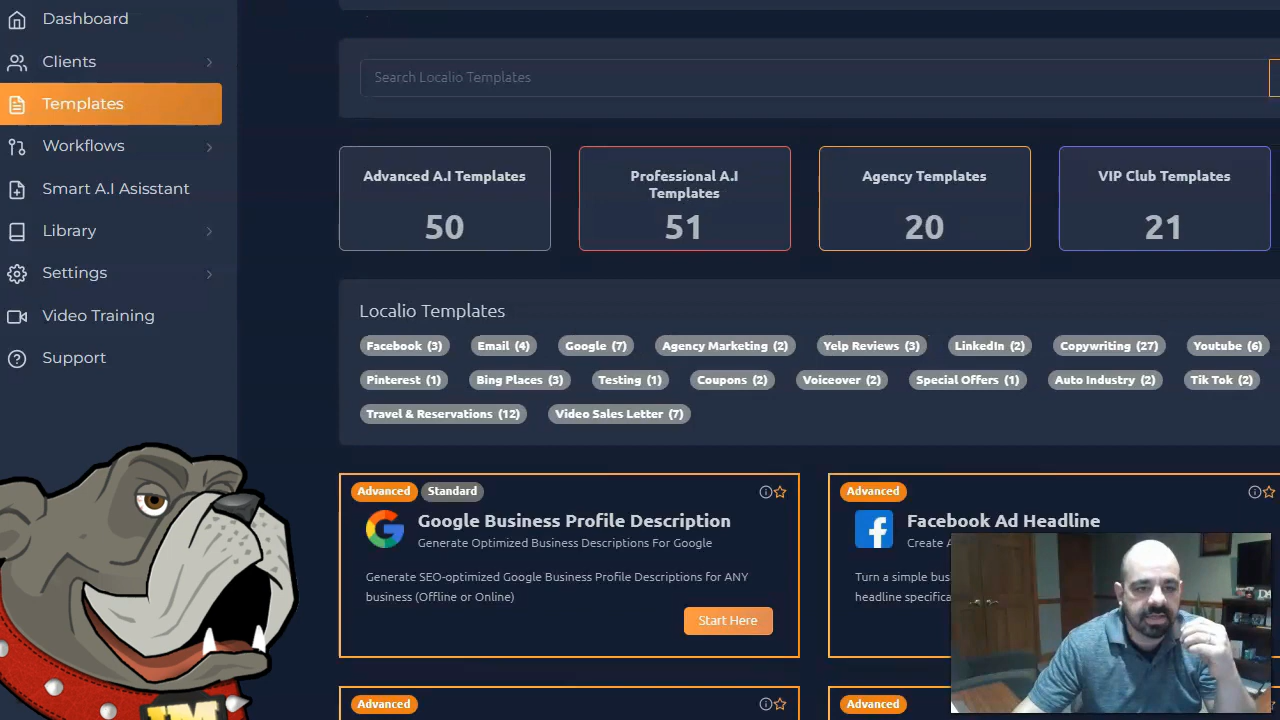 Dashboard
Clients
Templates
Workflows
Smart A.I Asisstant
Library
Settings
Video Training
Support
Search Localio Templates
Advanced A.I Templates
50
Professional A.I
Templates
51
Agency Templates
20
VIP Club Templates
21
Localio Templates
Facebook (3) Email (4) Google (7) Agency Marketing (2) Yelp Reviews (3) LinkedIn (2) Copywriting (27) Youtube (6)
Pinterest (1) Bing Places (3) Testing (1) Coupons (2) Voiceover (2) Special Offers (1) Auto Industry (2) Tik Tok (2)
Travel & Reservations (12) Video Sales Letter (7)
Advanced Standard
Google Business Profile Description
Generate Optimized Business Descriptions For Google
Generate SEO-optimized Google Business Profile Descriptions for ANY
business (Offline or Online)
Start Here
Advanced
Facebook Ad Headline
Create A
Turn a simple bus
headline specifica
Advanced
Advanced